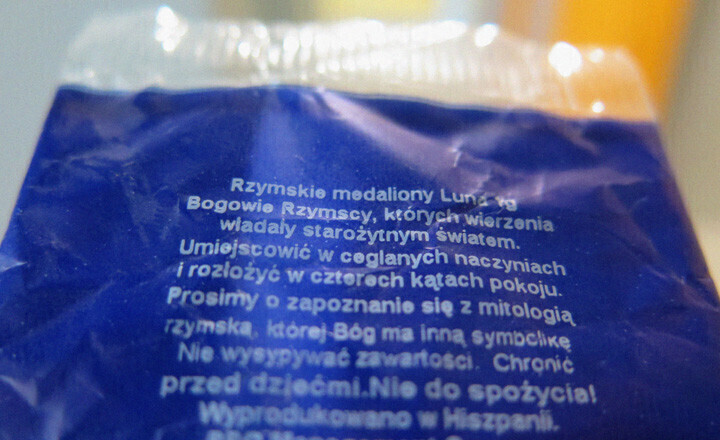 Rzymskie medaliony Luna
Bogowie Rzymscy, których wierzenia
władały starożytnym światem.
Umiejscowić w ceglanych naczyniach
i rozłożyć w czterech kątach pokoju.
Prosimy o zapoznanie się z mitologią
rzymską, której Bóg ma inną symbolikę
Nie wysypywać zawartości. Chronić
przed dziećmi.Nie do spożycia!
Wyprodukowano w Hiszpanii.